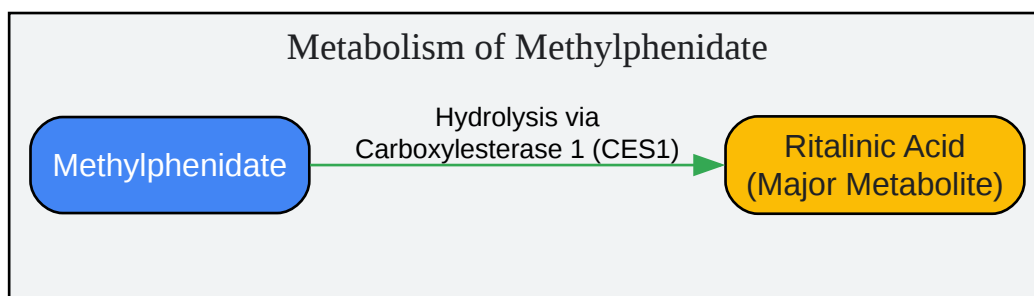 Metabolism of Methylphenidate
Hydrolysis via
Carboxylesterase 1 (CES1)
Methylphenidate
Ritalinic Acid
(Major Metabolite)